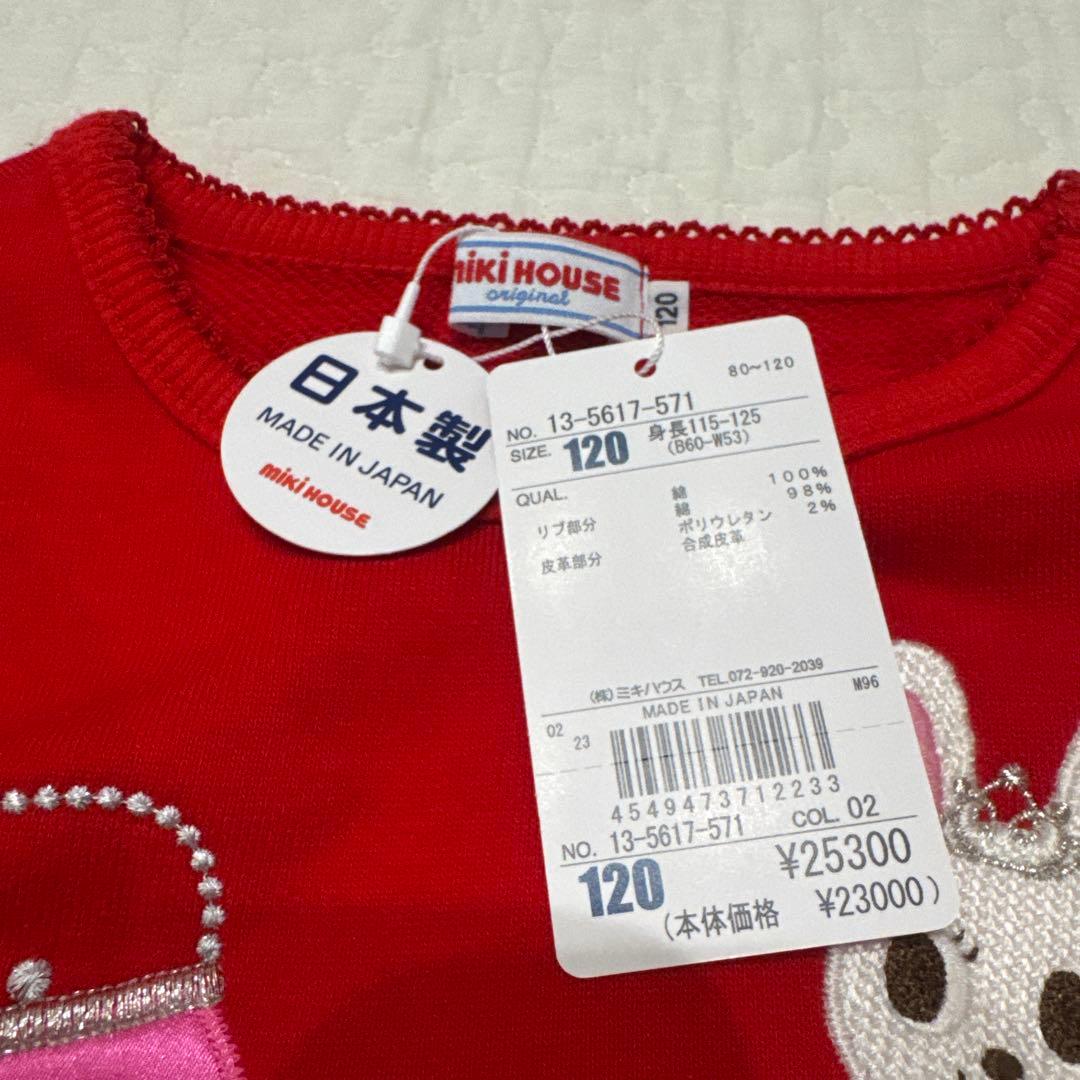 miKi HOUSE
original
120
日本製
MADE IN JAPAN
miKi HOUSE
80~120
NO. 13-5617-571
SIZE. 120 身長115-125
(B60-W53)
QUAL.
綿 100%
リブ部分 綿 98%
ポリウレタン 2%
皮革部分 合成皮革
(株)ミキハウス TEL.072-920-2039
MADE IN JAPAN M96
02
23
4549473712233
NO. 13-5617-571 COL. 02
120 ¥25300
(本体価格 ¥23000)